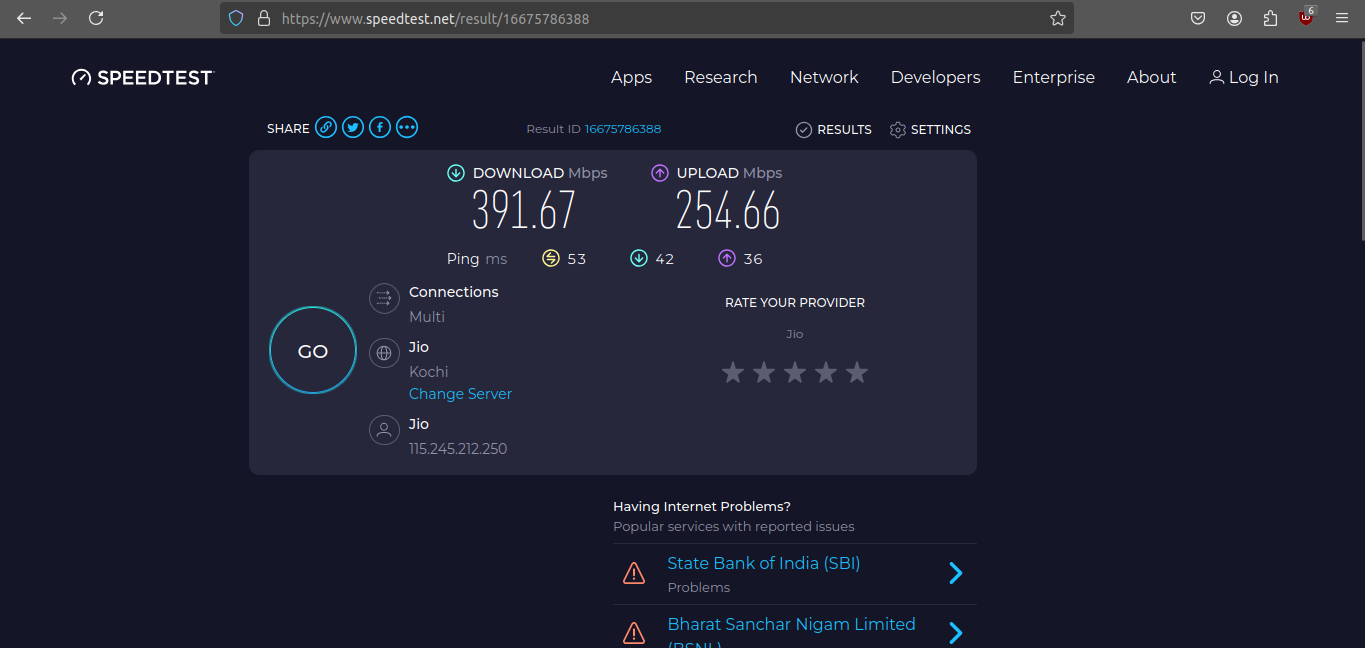 https://www.speedtest.net/result/16675786388
6
SPEEDTEST
Apps Research Network Developers Enterprise About Log In
SHARE
Result ID 16675786388
RESULTS SETTINGS
DOWNLOAD Mbps
391.67
UPLOAD Mbps
254.66
Ping ms 53 42 36
GO
Connections
Multi
Jio
Kochi
Change Server
Jio
115.245.212.250
RATE YOUR PROVIDER
Jio
Having Internet Problems?
Popular services with reported issues
State Bank of India (SBI)
Problems
Bharat Sanchar Nigam Limited
(BSNL)